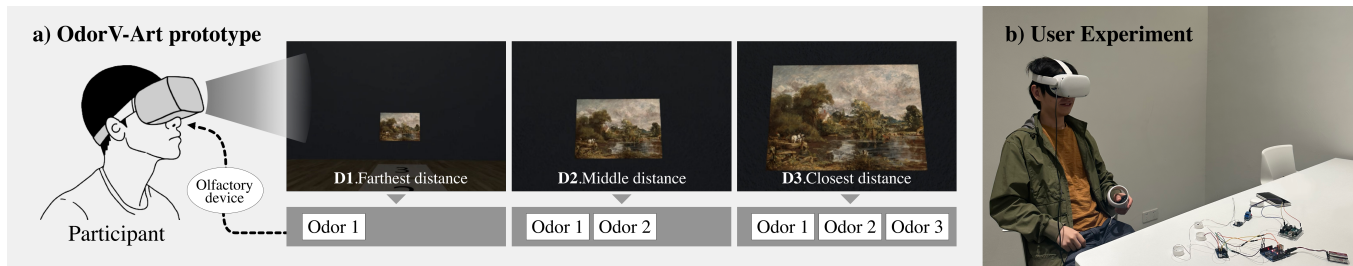 a) OdorV-Art prototype
Olfactory
device
Participant
D1.Farthest distance
D2.Middle distance
D3.Closest distance
Odor 1
Odor 1 Odor 2
Odor 1 Odor 2 Odor 3
b) User Experiment